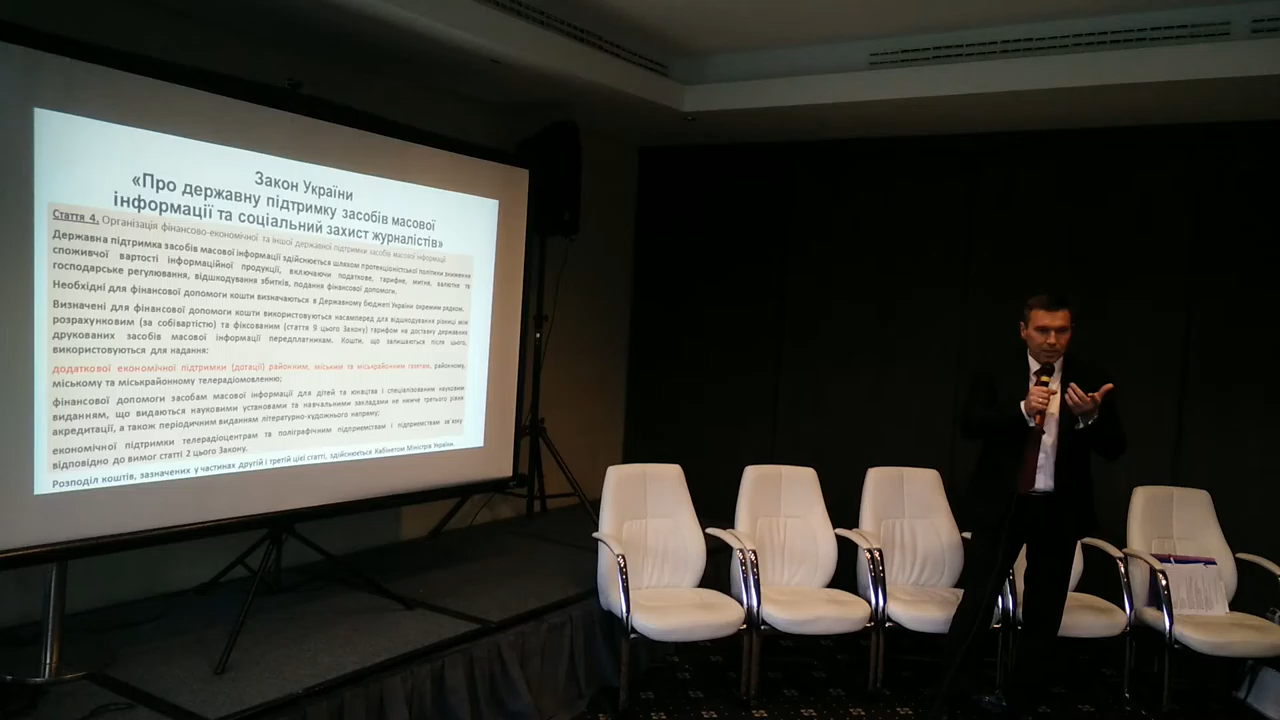 Закон України
«Про державну підтримку засобів масової
інформації та соціальний захист журналістів»
Стаття 4. Організація фінансово-економічної та іншої державної підтримки засобів масової інформації
Державна підтримка засобів масової інформації здійснюється шляхом протекціоністської політики зниження
споживчої вартості інформаційної продукції, включаючи податкове, тарифне, митне, валютне та
господарське регулювання, відшкодування збитків, подання фінансової допомоги.
Необхідні для фінансової допомоги кошти визначаються в Державному бюджеті України окремим рядком.
Визначені для фінансової допомоги кошти використовуються насамперед для відшкодування різниці між
розрахунковим (за собівартістю) та фіксованим (стаття 9 цього Закону) тарифом на доставку державних
друкованих засобів масової інформації передплатникам. Кошти, що залишаються після цього,
використовуються для надання:
додаткової економічної підтримки (дотації) районним, міським та міськрайонним газетам, районному,
міському та міськрайонному телерадіомовленню;
фінансової допомоги засобам масової інформації для дітей та юнацтва і спеціалізованим науковим
виданням, що видаються науковими установами та навчальними закладами не нижче третього рівня
акредитації, а також періодичним виданням літературно-художнього напряму;
економічної підтримки телерадіоцентрам та поліграфічним підприємствам і підприємствам зв'язку
відповідно до вимог статті 2 цього Закону.
Розподіл коштів, зазначених у частинах другій і третій цієї статті, здійснюється Кабінетом Міністрів України.